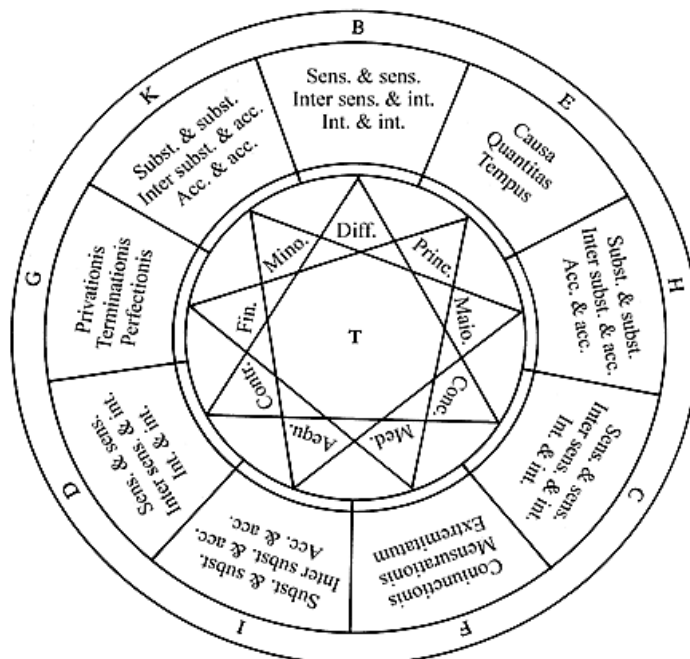 B
Sens. & sens.
Inter sens. & int.
Int. & int.
E
Causa
Quantitas
Tempus
H
Subst. & subst.
Inter subst. & acc.
Acc. & acc.
C
Sens. & sens.
Inter sens. & int.
Int. & int.
F
Conjunctionis
Mensurationis
Extremitatum
I
Subst. & subst.
Inter subst. & acc.
Acc. & acc.
D
Sens. & sens.
Inter sens. & int.
Int. & int.
G
Privationis
Terminationis
Perfectionis
K
Subst. & subst.
Inter subst. & acc.
Acc. & acc.
Diff.
Princ.
Maio.
Conc.
Med.
Aequ.
Contr.
Fin.
Mino.
T